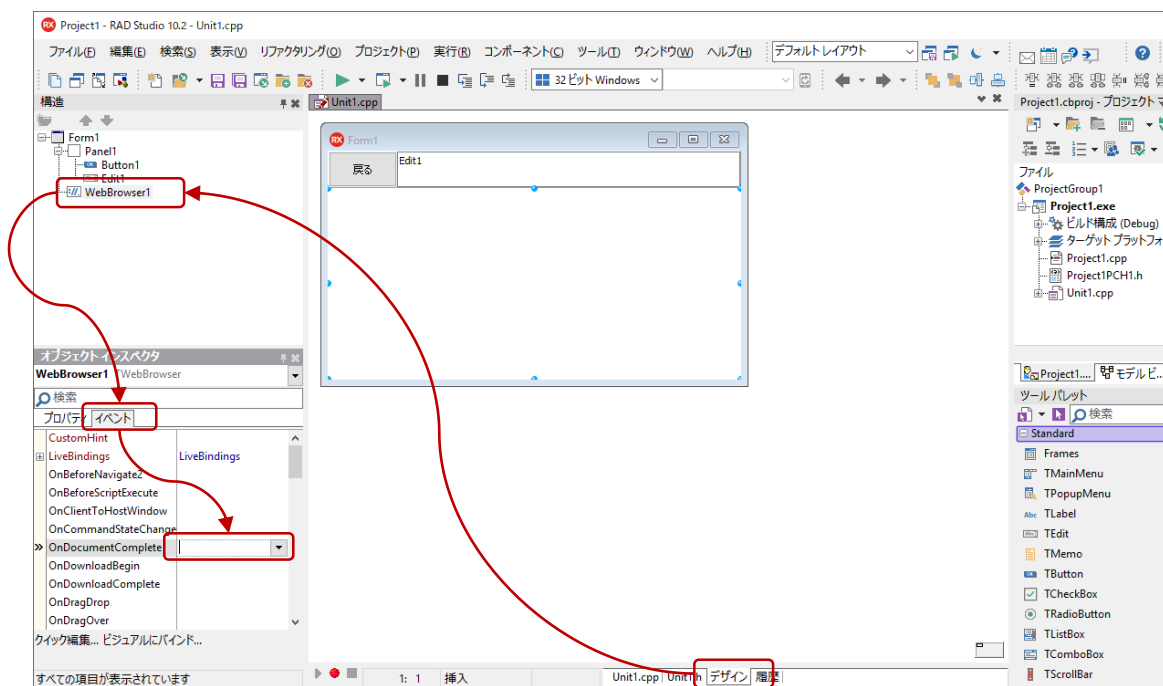 Project1 - RAD Studio 10.2 - Unit1.cpp
ファイル(F) 編集(E) 検索(S) 表示(V) リファクタリング(O) プロジェクト(P) 実行(R) コンポーネント(C) ツール(T) ウィンドウ(W) ヘルプ(H) デフォルト レイアウト
32 ビット Windows
構造
Form1
Panel1
Button1
Edit1
WebBrowser1
オブジェクト インスペクタ
WebBrowser1 TWebBrowser
検索
プロパティ イベント
CustomHint
LiveBindings LiveBindings
OnBeforeNavigate2
OnBeforeScriptExecute
OnClientToHostWindow
OnCommandStateChange
OnDocumentComplete
OnDownloadBegin
OnDownloadComplete
OnDragDrop
OnDragOver
クイック編集... ビジュアルにバインド...
すべての項目が表示されています
Unit1.cpp
Form1
戻る Edit1
1: 1 挿入
Unit1.cpp Unit1.h デザイン 履歴
Project1.cbproj - プロジェクト マ
ファイル
ProjectGroup1
Project1.exe
ビルド構成 (Debug)
ターゲット プラットフォ
Project1.cpp
Project1PCH1.h
Unit1.cpp
Project1.... モデル ビ...
ツール パレット
検索
Standard
Frames
TMainMenu
TPopupMenu
Abc TLabel
TEdit
TMemo
TButton
TCheckBox
TRadioButton
TListBox
TComboBox
TScrollBar